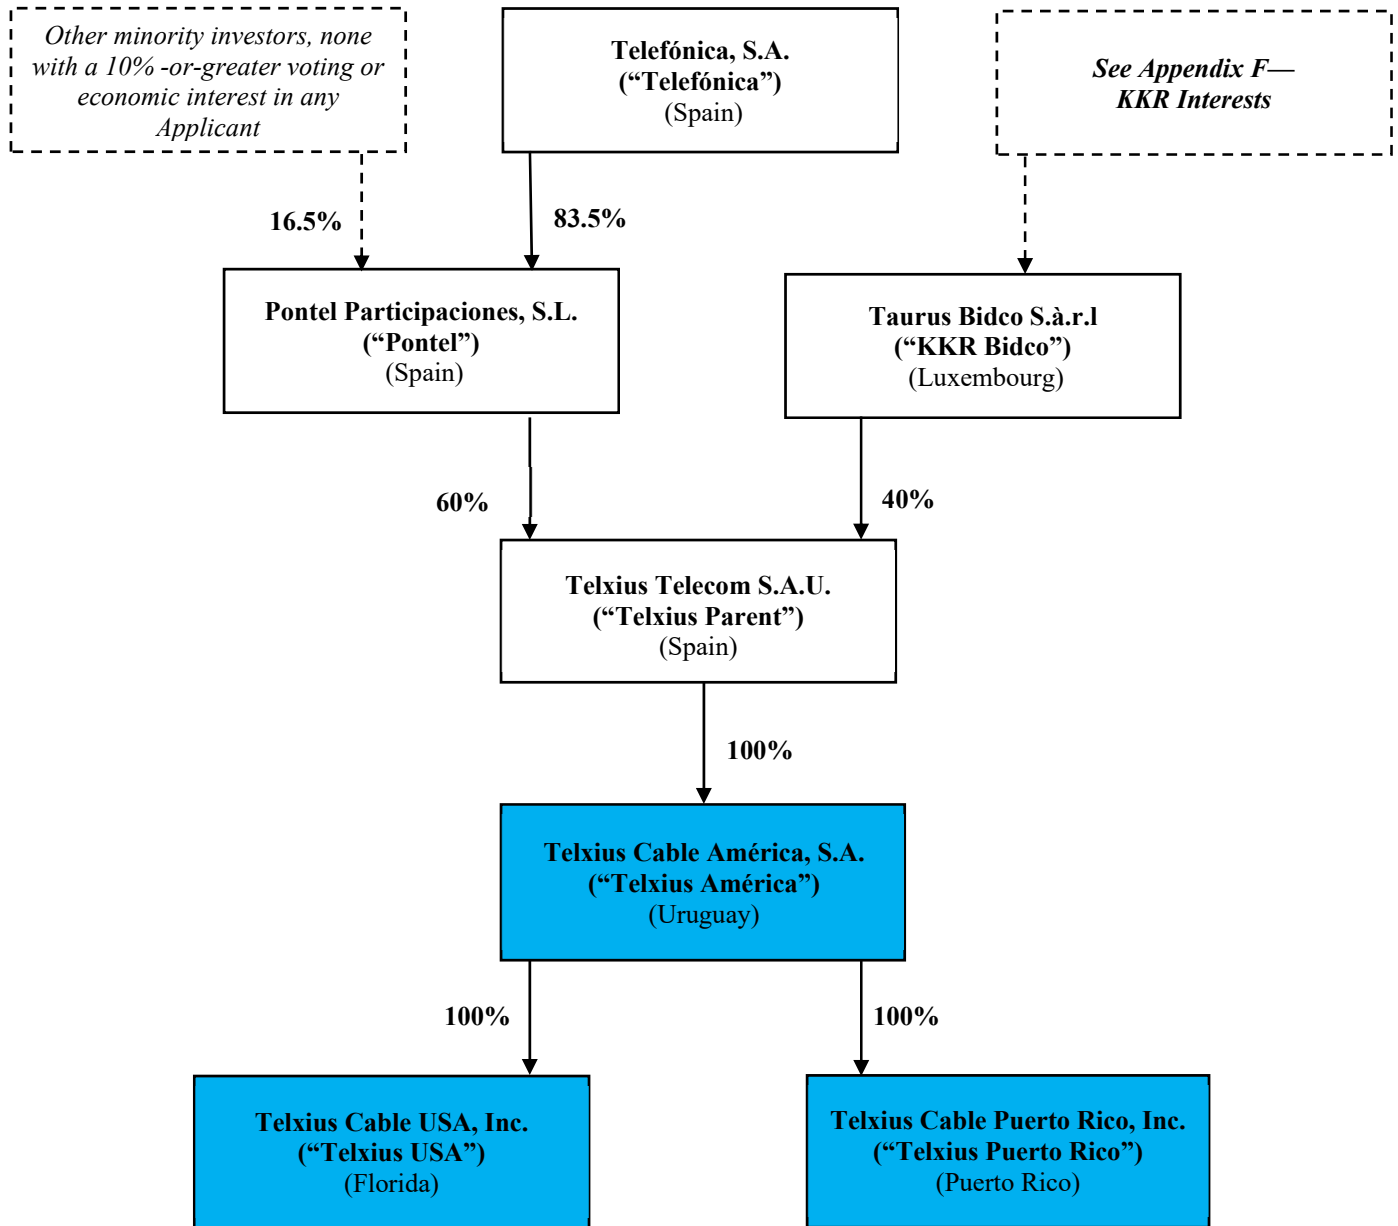 Other minority investors, none
with a 10% -or-greater voting or
economic interest in any
Applicant
Telefónica, S.A.
(“Telefónica”)
(Spain)
See Appendix F—
KKR Interests
16.5%
83.5%
Pontel Participaciones, S.L.
(“Pontel”)
(Spain)
Taurus Bidco S.à.r.l
(“KKR Bidco”)
(Luxembourg)
60%
40%
Telxius Telecom S.A.U.
(“Telxius Parent”)
(Spain)
100%
Telxius Cable América, S.A.
(“Telxius América”)
(Uruguay)
100%
100%
Telxius Cable USA, Inc.
(“Telxius USA”)
(Florida)
Telxius Cable Puerto Rico, Inc.
(“Telxius Puerto Rico”)
(Puerto Rico)